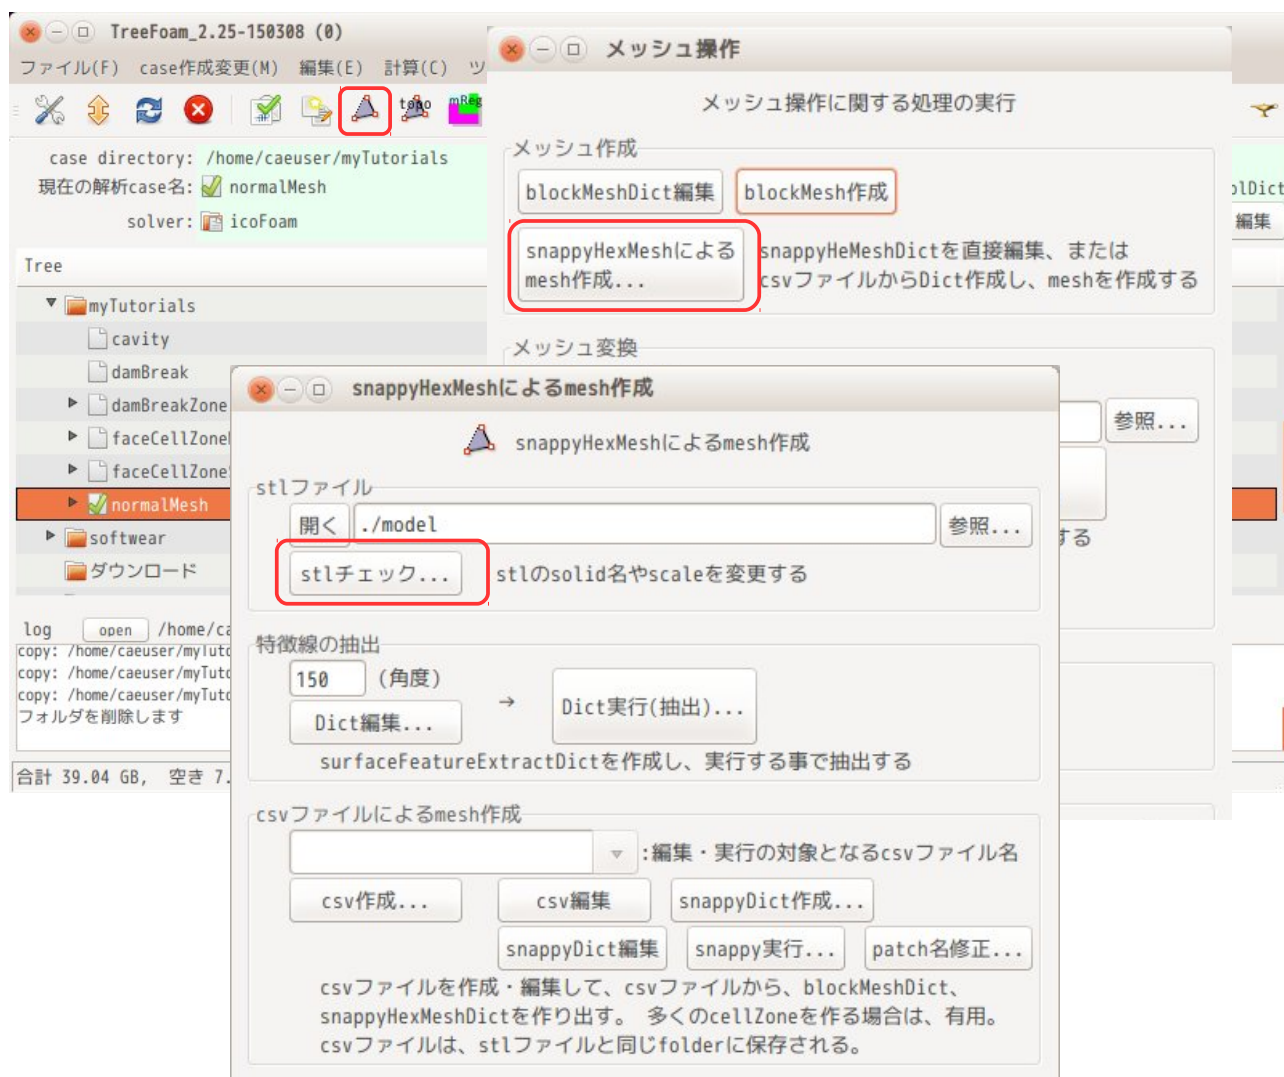 TreeFoam_2.25-150308 (0)
ファイル(F) case作成変更(M) 編集(E) 計算(C) ツ
topo
mReg
case directory: /home/caeuser/myTutorials
現在の解析case名: normalMesh
solver: icoFoam
olDict
編集
Tree
myTutorials
cavity
damBreak
damBreakZone
faceCellZone
faceCellZone
normalMesh
softwear
ダウンロード
log open /home/ca
copy: /home/caeuser/myTuto
copy: /home/caeuser/myTuto
copy: /home/caeuser/myTuto
フォルダを削除します
合計 39.04 GB, 空き 7.
メッシュ操作
メッシュ操作に関する処理の実行
メッシュ作成
blockMeshDict編集 blockMesh作成
snappyHexMeshによる
mesh作成...
snappyHeMeshDictを直接編集、または
csvファイルからDict作成し、meshを作成する
メッシュ変換
参照...
する
snappyHexMeshによるmesh作成
snappyHexMeshによるmesh作成
stlファイル
開く ./model 参照...
stlチェック... stlのsolid名やscaleを変更する
特徴線の抽出
150 (角度)
Dict編集... → Dict実行(抽出)...
surfaceFeatureExtractDictを作成し、実行する事で抽出する
csvファイルによるmesh作成
:編集・実行の対象となるcsvファイル名
csv作成... csv編集 snappyDict作成...
snappyDict編集 snappy実行... patch名修正...
csvファイルを作成・編集して、csvファイルから、blockMeshDict、
snappyHexMeshDictを作り出す。 多くのcellZoneを作る場合は、有用。
csvファイルは、stlファイルと同じfolderに保存される。